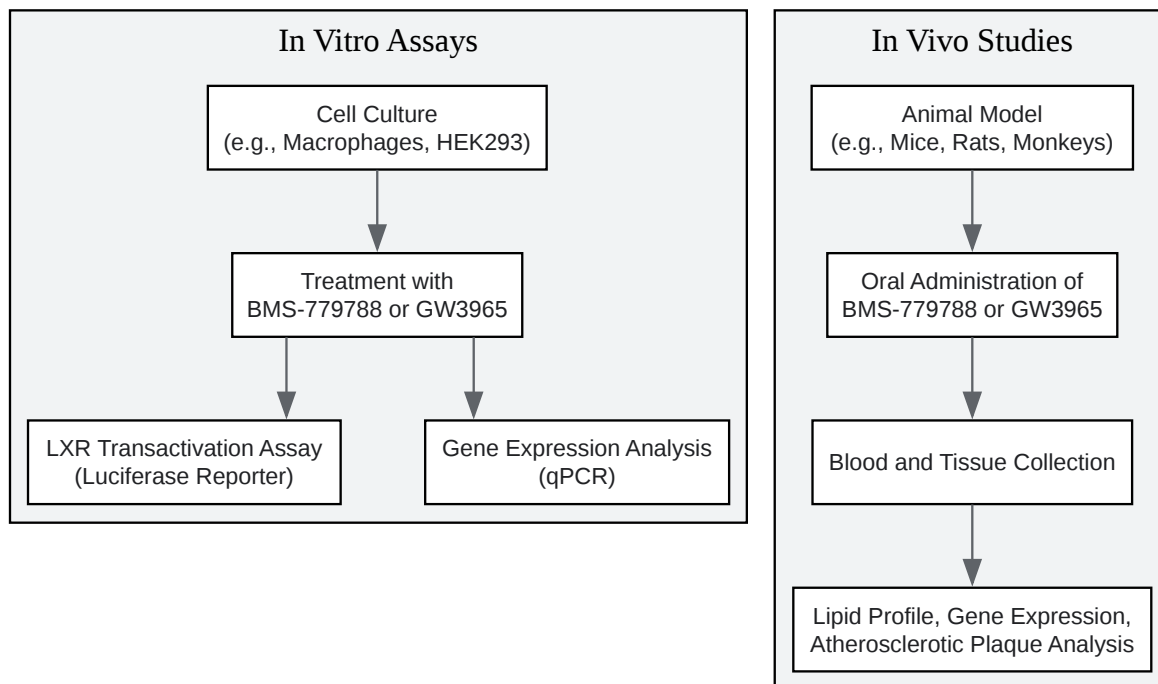 In Vitro Assays
Cell Culture
(e.g., Macrophages, HEK293)
Treatment with
BMS-779788 or GW3965
LXR Transactivation Assay
(Luciferase Reporter)
Gene Expression Analysis
(qPCR)
In Vivo Studies
Animal Model
(e.g., Mice, Rats, Monkeys)
Oral Administration of
BMS-779788 or GW3965
Blood and Tissue Collection
Lipid Profile, Gene Expression,
Atherosclerotic Plaque Analysis